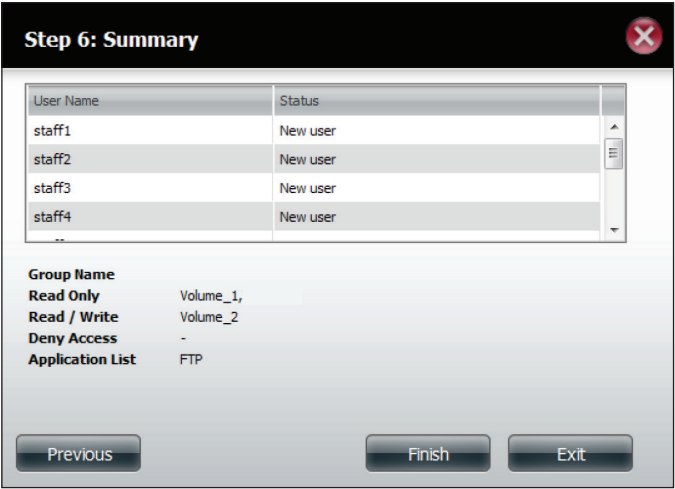 Step 6: Summary
User Name Status
staff1 New user
staff2 New user
staff3 New user
staff4 New user
Group Name
Read Only Volume_1,
Read / Write Volume_2
Deny Access -
Application List FTP
Previous Finish Exit